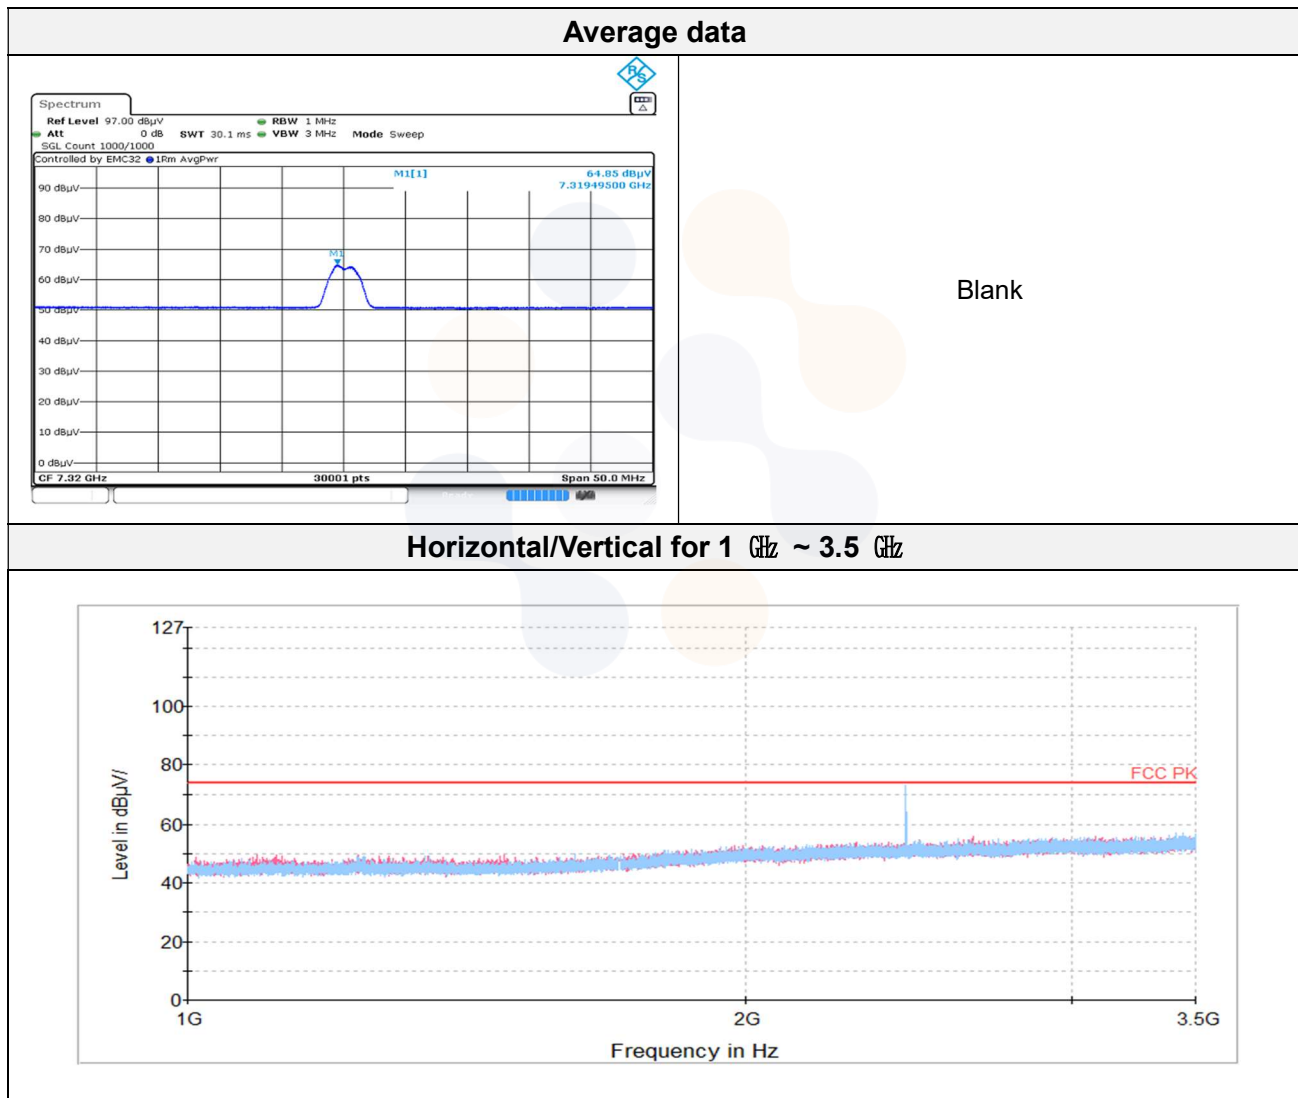 Average data
R&S
Spectrum
Ref Level 97.00 dBµV RBW 1 MHz
Att 0 dB SWT 30.1 ms VBW 3 MHz Mode Sweep
SGL Count 1000/1000
Controlled by EMC32 1Rm AvgPwr
M1[1] 64.85 dBµV
7.31949500 GHz
90 dBµV
80 dBµV
70 dBµV
M1
60 dBµV
50 dBµV
40 dBµV
30 dBµV
20 dBµV
10 dBµV
0 dBµV
CF 7.32 GHz 30001 pts Span 50.0 MHz
Blank
Horizontal/Vertical for 1 ㎓ ~ 3.5 ㎓
127
100
80
60
40
20
0
Level in dBµV/
FCC PK
1G 2G 3.5G
Frequency in Hz